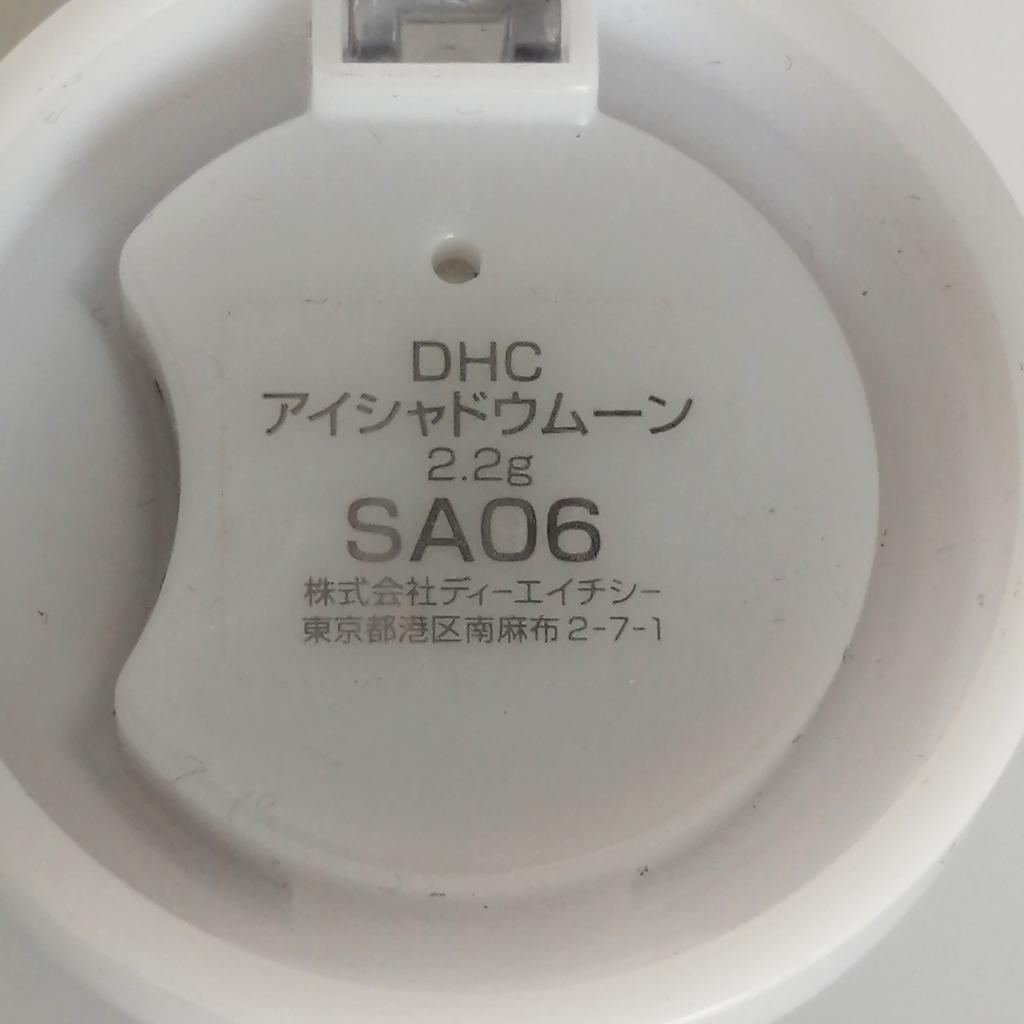 DHC
アイシャドウムーン
2.2g
SA06
株式会社ディーエイチシー
東京都港区南麻布2-7-1